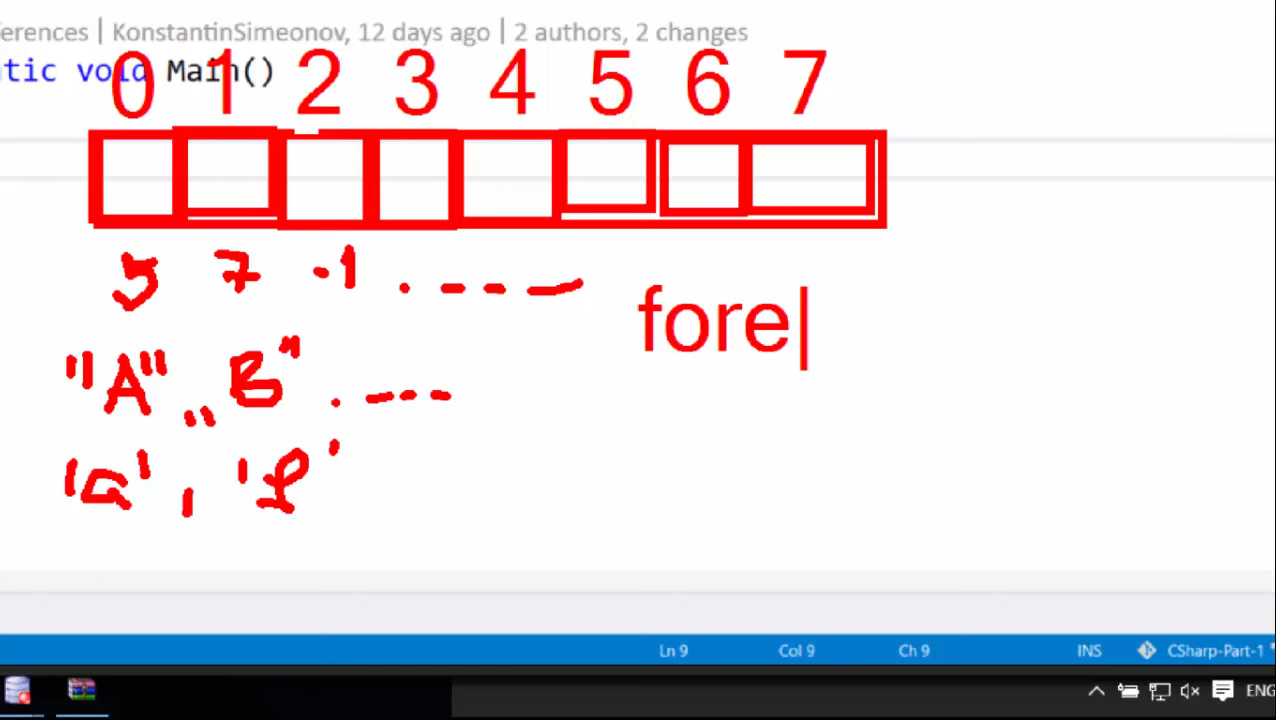 ferences | KonstantinSimeonov, 12 days ago | 2 authors, 2 changes
tic void Main()
0 1 2 3 4 5 6 7
5 7 -1 . - - -
fore
"A" „B" . - - -
'a' , '
Ln 9 Col 9 Ch 9 INS CSharp-Part-1
ENG